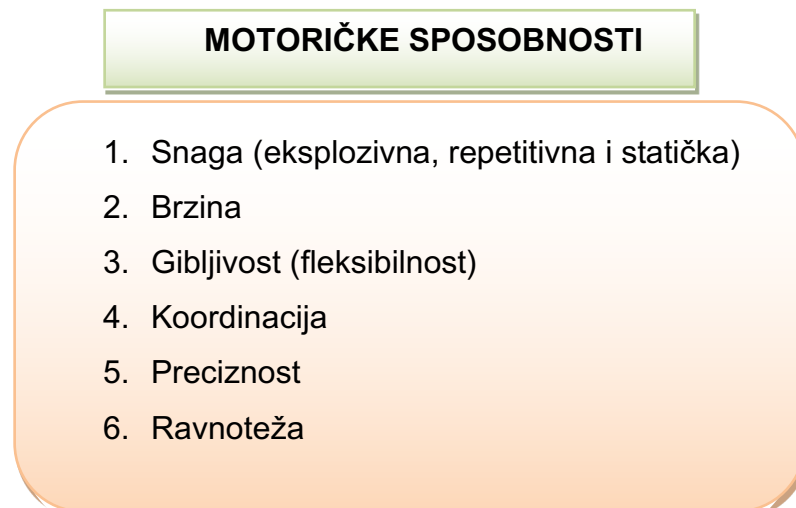 MOTORIČKE SPOSOBNOSTI
1. Snaga (eksplozivna, repetitivna i statička)
2. Brzina
3. Gibljivost (fleksibilnost)
4. Koordinacija
5. Preciznost
6. Ravnoteža